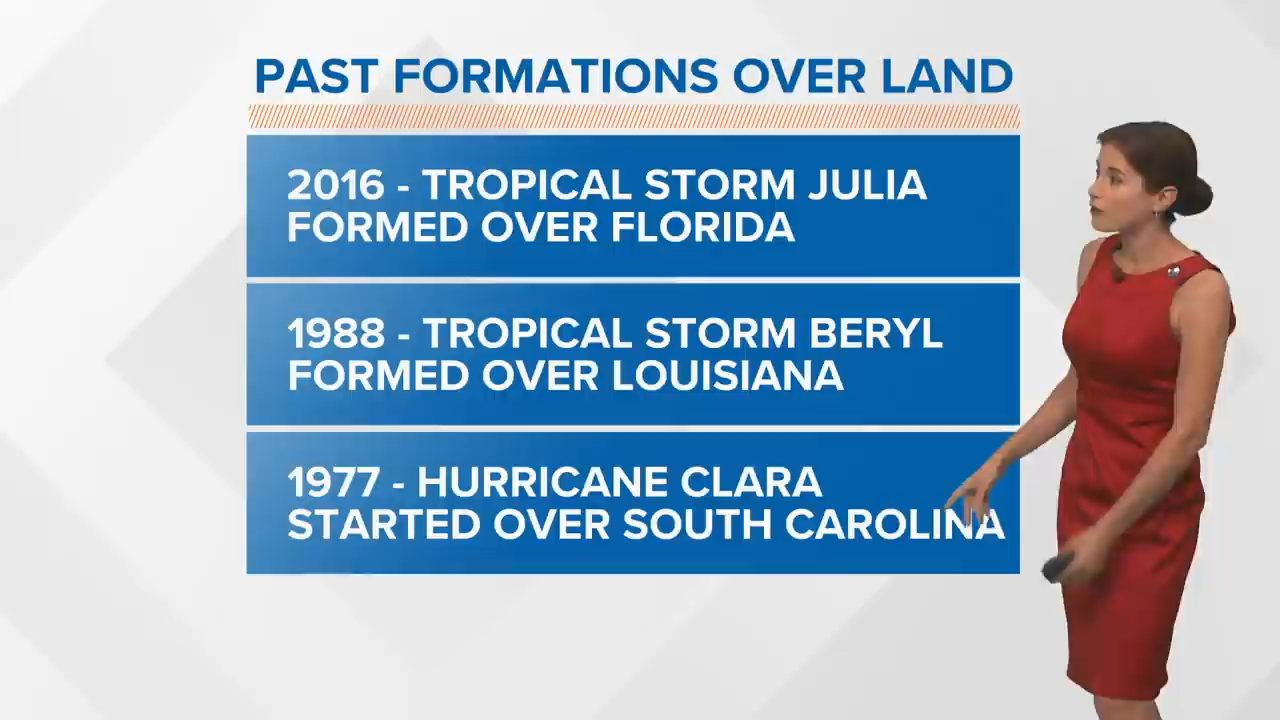 PAST FORMATIONS OVER LAND
2016 - TROPICAL STORM JULIA
FORMED OVER FLORIDA
1988 - TROPICAL STORM BERYL
FORMED OVER LOUISIANA
1977 - HURRICANE CLARA
STARTED OVER SOUTH CAROLINA